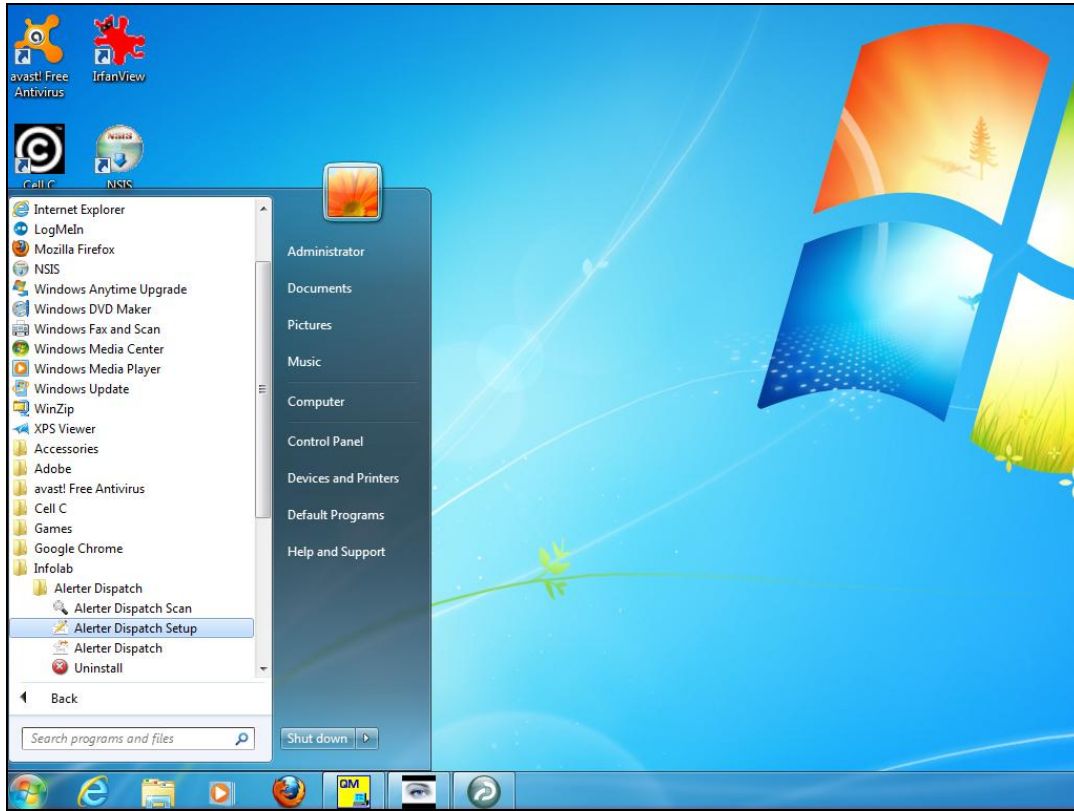 avast! Free
Antivirus
IrfanView
©
NSIS
Cell C
NSIS
Internet Explorer
LogMeIn
Mozilla Firefox
NSIS
Windows Anytime Upgrade
Windows DVD Maker
Windows Fax and Scan
Windows Media Center
Windows Media Player
Windows Update
WinZip
XPS Viewer
Accessories
Adobe
avast! Free Antivirus
Cell C
Games
Google Chrome
Infolab
Alerter Dispatch
Alerter Dispatch Scan
Alerter Dispatch Setup
Alerter Dispatch
Uninstall
Back
Search programs and files
Administrator
Documents
Pictures
Music
Computer
Control Panel
Devices and Printers
Default Programs
Help and Support
Shut down
QM